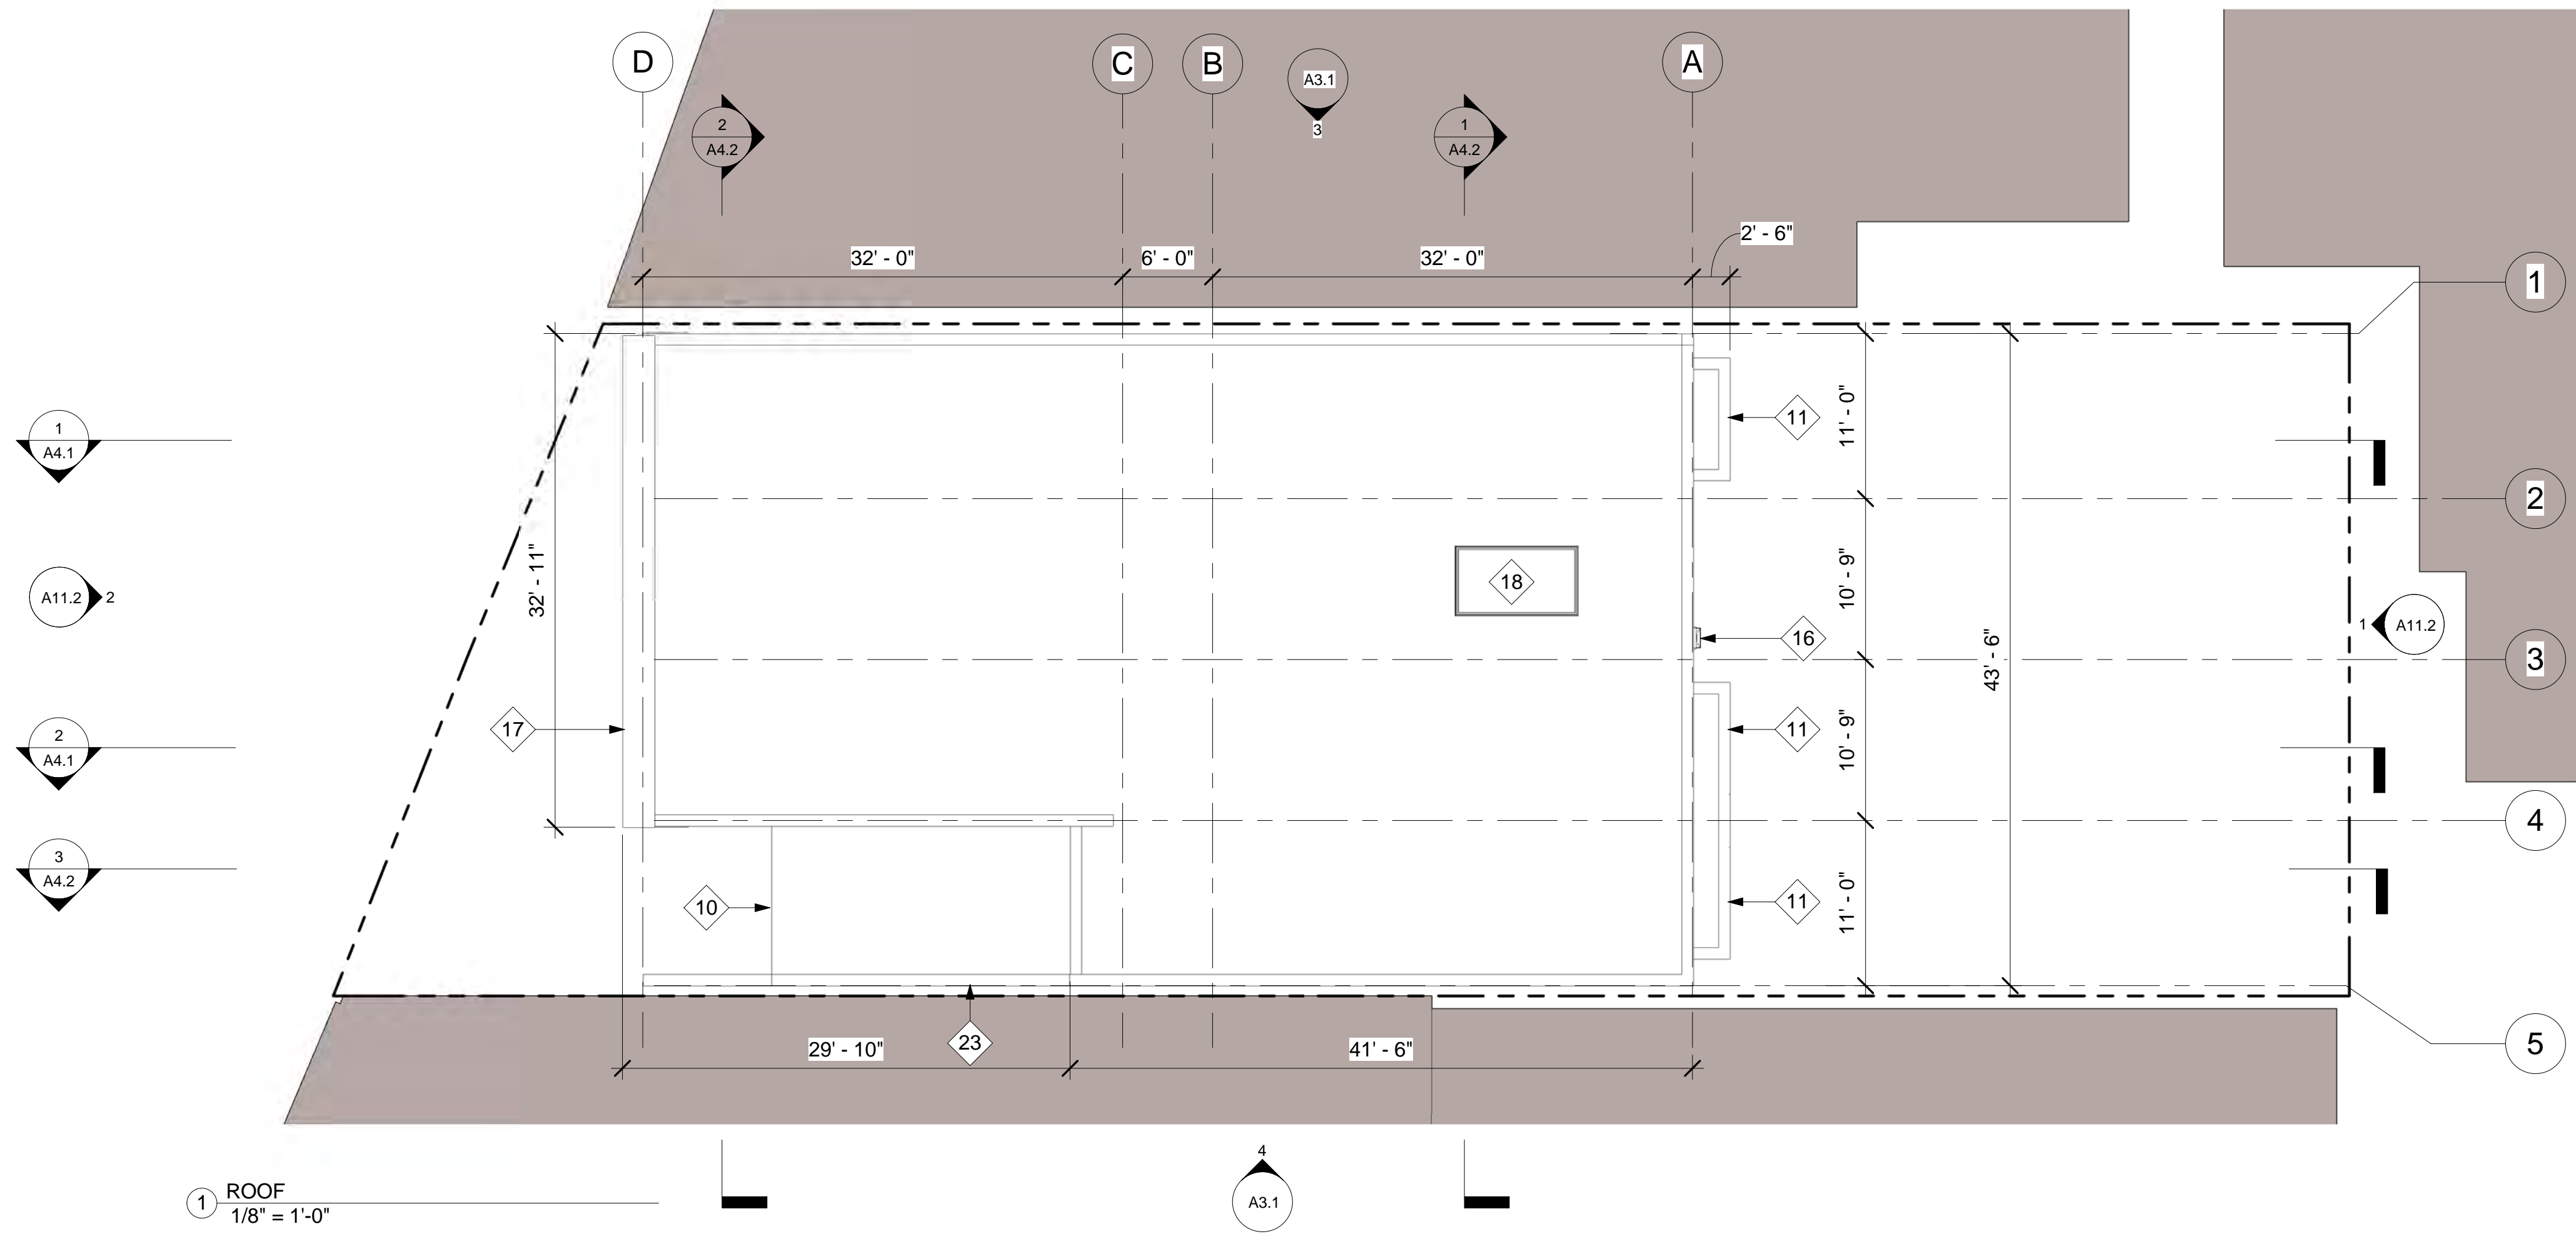 D
C
B
A
A3.1
3
2
A4.2
1
A4.2
32' - 0"
6' - 0"
32' - 0"
2' - 6"
1
1
A4.1
11
11' - 0"
2
32' - 11"
10' - 9"
18
A11.2
2
16
43' - 6"
1
A11.2
3
17
11
10' - 9"
2
A4.1
4
3
A4.2
10
11
11' - 0"
23
29' - 10"
41' - 6"
5
4
A3.1
1
ROOF
1/8" = 1'-0"